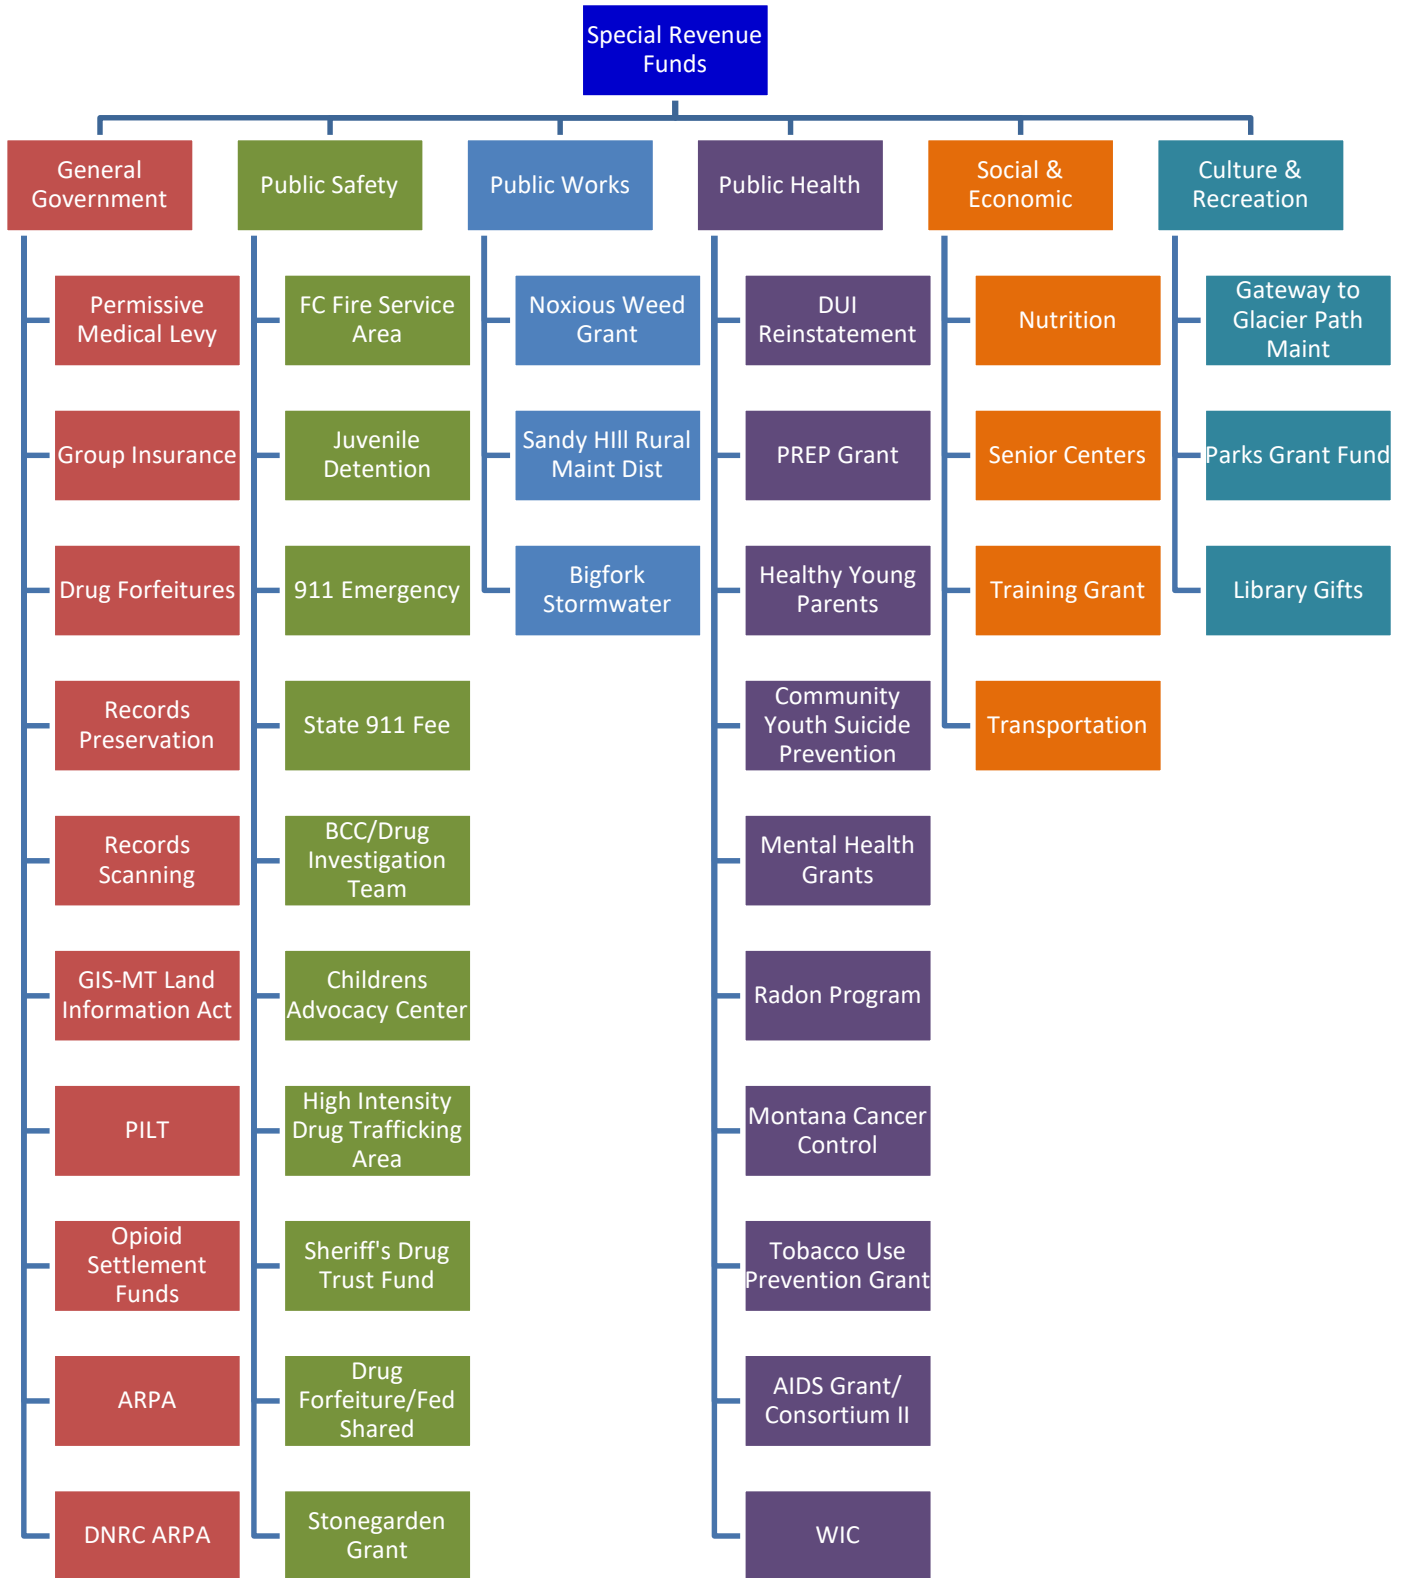 Special Revenue
Funds
General
Government
Permissive
Medical Levy
Group Insurance
Drug Forfeitures
Records
Preservation
Records
Scanning
GIS-MT Land
Information Act
PILT
Opioid
Settlement
Funds
ARPA
DNRC ARPA
Public Safety
FC Fire Service
Area
Juvenile
Detention
911 Emergency
State 911 Fee
BCC/Drug
Investigation
Team
Childrens
Advocacy Center
High Intensity
Drug Trafficking
Area
Sheriff's Drug
Trust Fund
Drug
Forfeiture/Fed
Shared
Stonegarden
Grant
Public Works
Noxious Weed
Grant
Sandy HIll Rural
Maint Dist
Bigfork
Stormwater
Public Health
DUI
Reinstatement
PREP Grant
Healthy Young
Parents
Community
Youth Suicide
Prevention
Mental Health
Grants
Radon Program
Montana Cancer
Control
Tobacco Use
Prevention Grant
AIDS Grant/
Consortium II
WIC
Social &
Economic
Nutrition
Senior Centers
Training Grant
Transportation
Culture &
Recreation
Gateway to
Glacier Path
Maint
Parks Grant Fund
Library Gifts